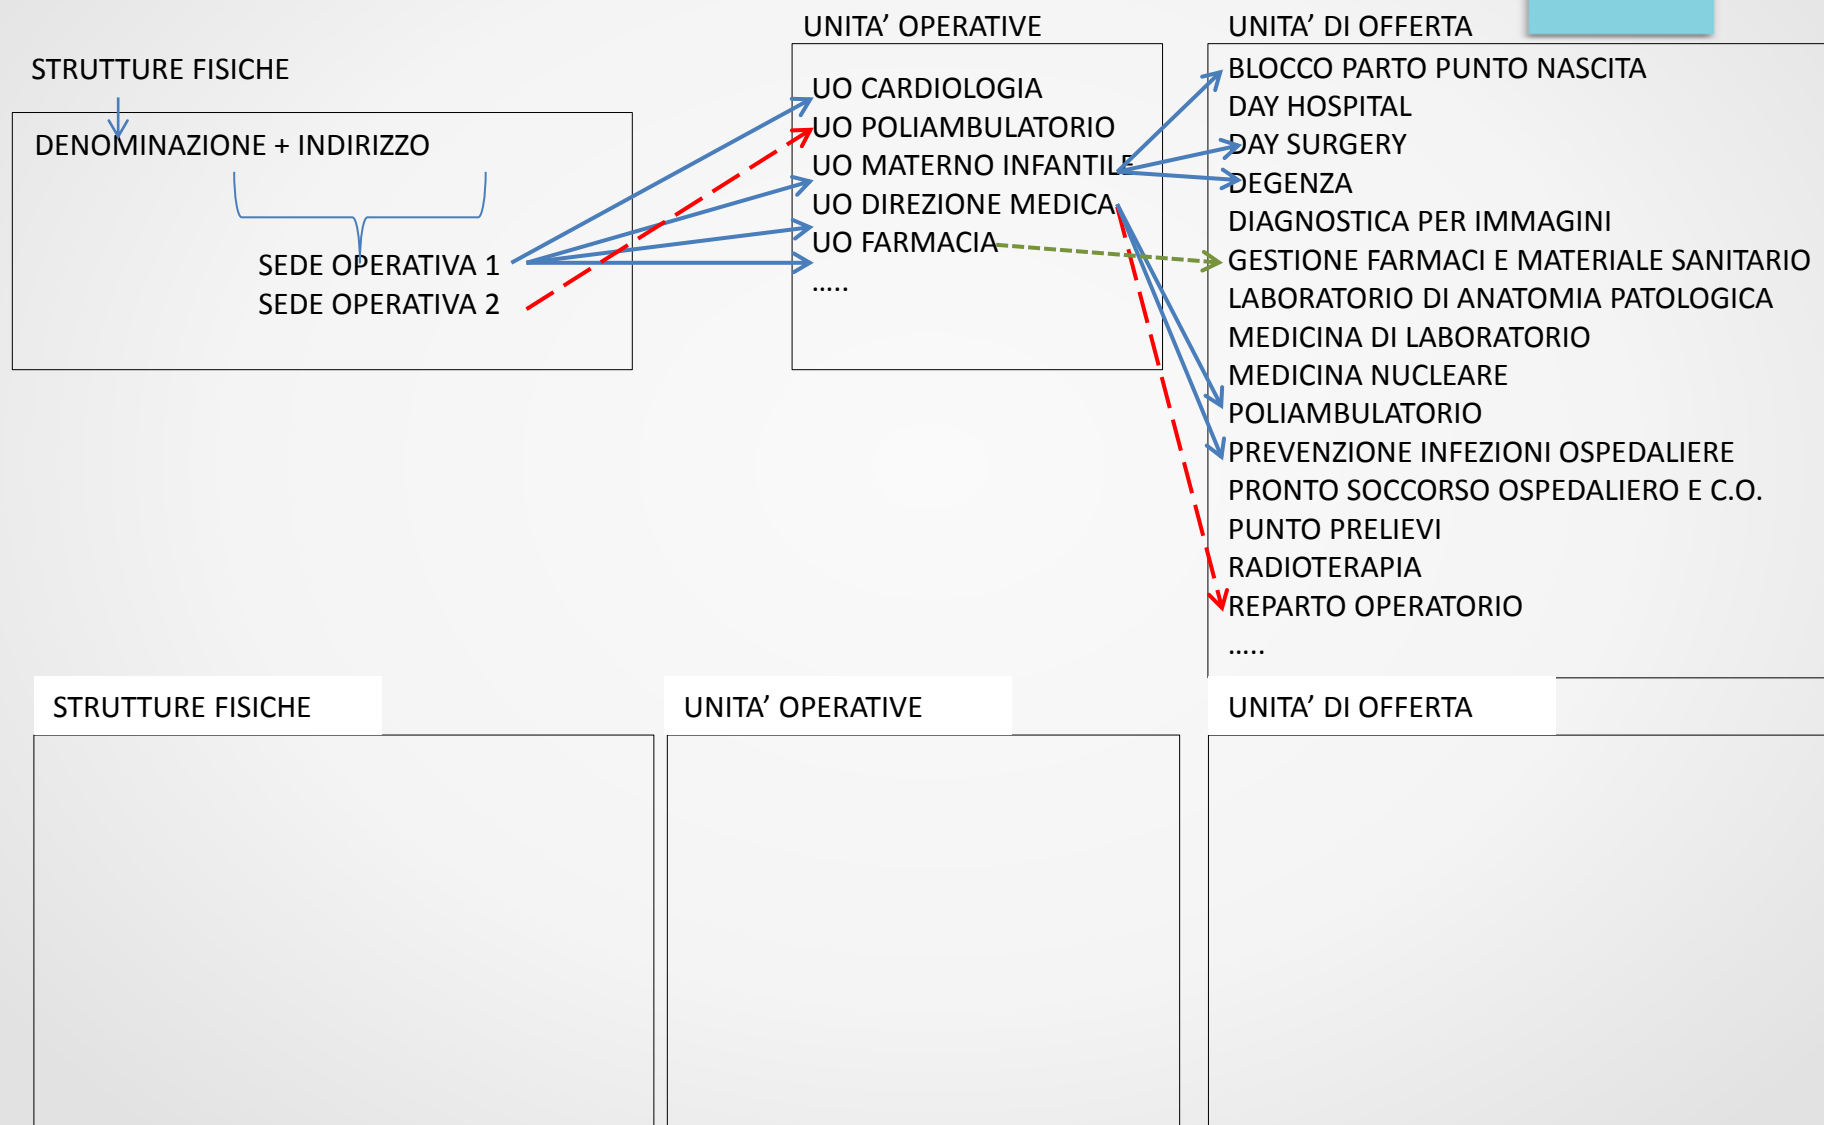 STRUTTURE FISICHE
DENOMINAZIONE + INDIRIZZO
SEDE OPERATIVA 1
SEDE OPERATIVA 2
UNITA’ OPERATIVE
UO CARDIOLOGIA
UO POLIAMBULATORIO
UO MATERNO INFANTILE
UO DIREZIONE MEDICA
UO FARMACIA
…..
UNITA’ DI OFFERTA
BLOCCO PARTO PUNTO NASCITA
DAY HOSPITAL
DAY SURGERY
DEGENZA
DIAGNOSTICA PER IMMAGINI
GESTIONE FARMACI E MATERIALE SANITARIO
LABORATORIO DI ANATOMIA PATOLOGICA
MEDICINA DI LABORATORIO
MEDICINA NUCLEARE
POLIAMBULATORIO
PREVENZIONE INFEZIONI OSPEDALIERE
PRONTO SOCCORSO OSPEDALIERO E C.O.
PUNTO PRELIEVI
RADIOTERAPIA
REPARTO OPERATORIO
…..
STRUTTURE FISICHE
UNITA’ OPERATIVE
UNITA’ DI OFFERTA